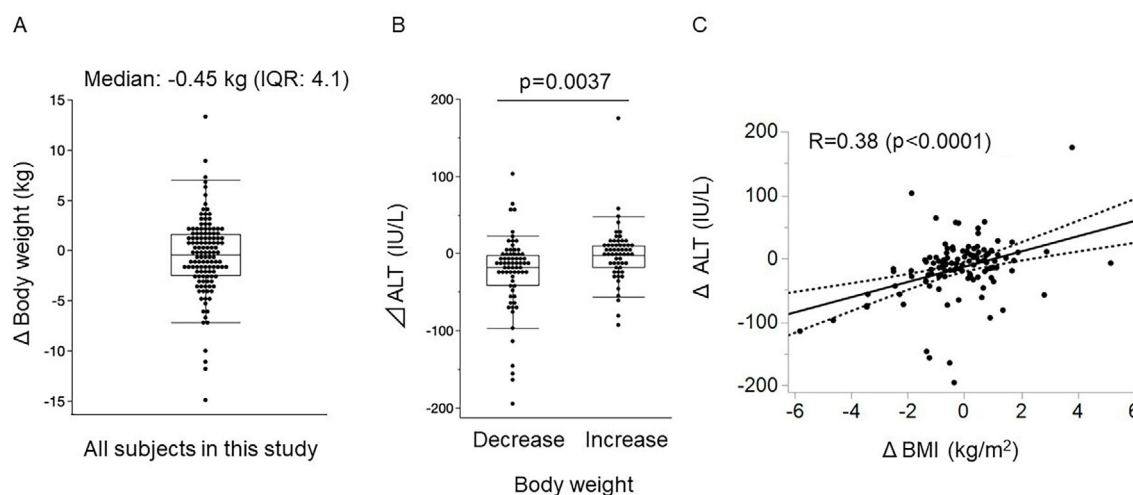 A
Median: -0.45 kg (IQR: 4.1)
15
10
5
0
-5
-10
-15
Δ Body weight (kg)
All subjects in this study
B
p=0.0037
200
100
0
-100
-200
⊿ ALT (IU/L)
Decrease Increase
Body weight
C
R=0.38 (p<0.0001)
200
100
0
-100
-200
Δ ALT (IU/L)
-6 -4 -2 0 2 4 6
Δ BMI (kg/m²)